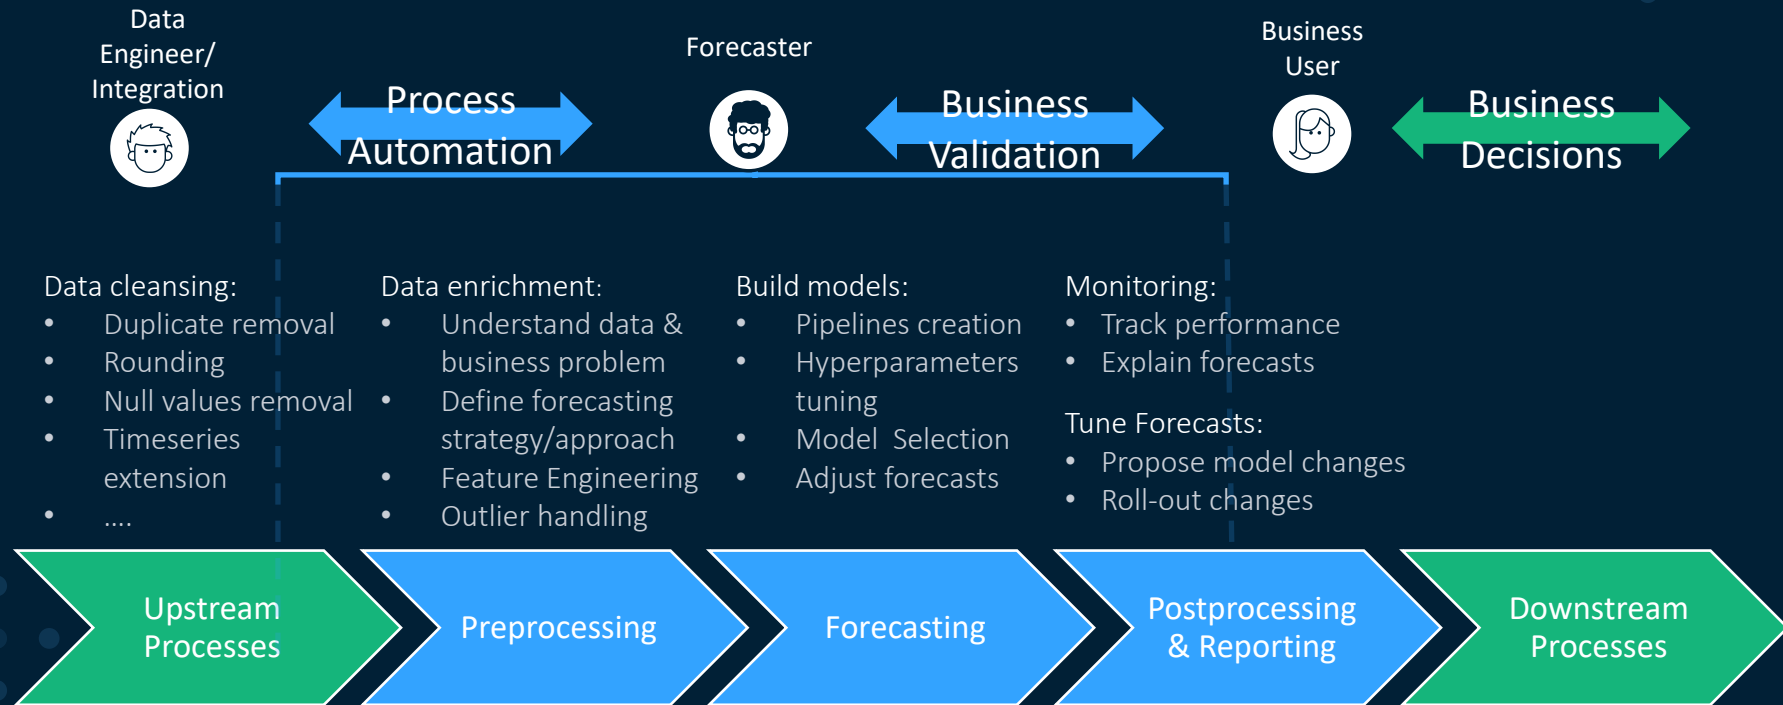 Data
Engineer/
Integration
Process
Automation
Forecaster
Business
Validation
Business
User
Business
Decisions
Data cleansing:
• Duplicate removal
• Rounding
• Null values removal
• Timeseries
extension
• ....
Data enrichment:
• Understand data &
business problem
• Define forecasting
strategy/approach
• Feature Engineering
• Outlier handling
Build models:
• Pipelines creation
• Hyperparameters
tuning
• Model Selection
• Adjust forecasts
Monitoring:
• Track performance
• Explain forecasts
Tune Forecasts:
• Propose model changes
• Roll-out changes
Upstream
Processes
Preprocessing
Forecasting
Postprocessing
& Reporting
Downstream
Processes